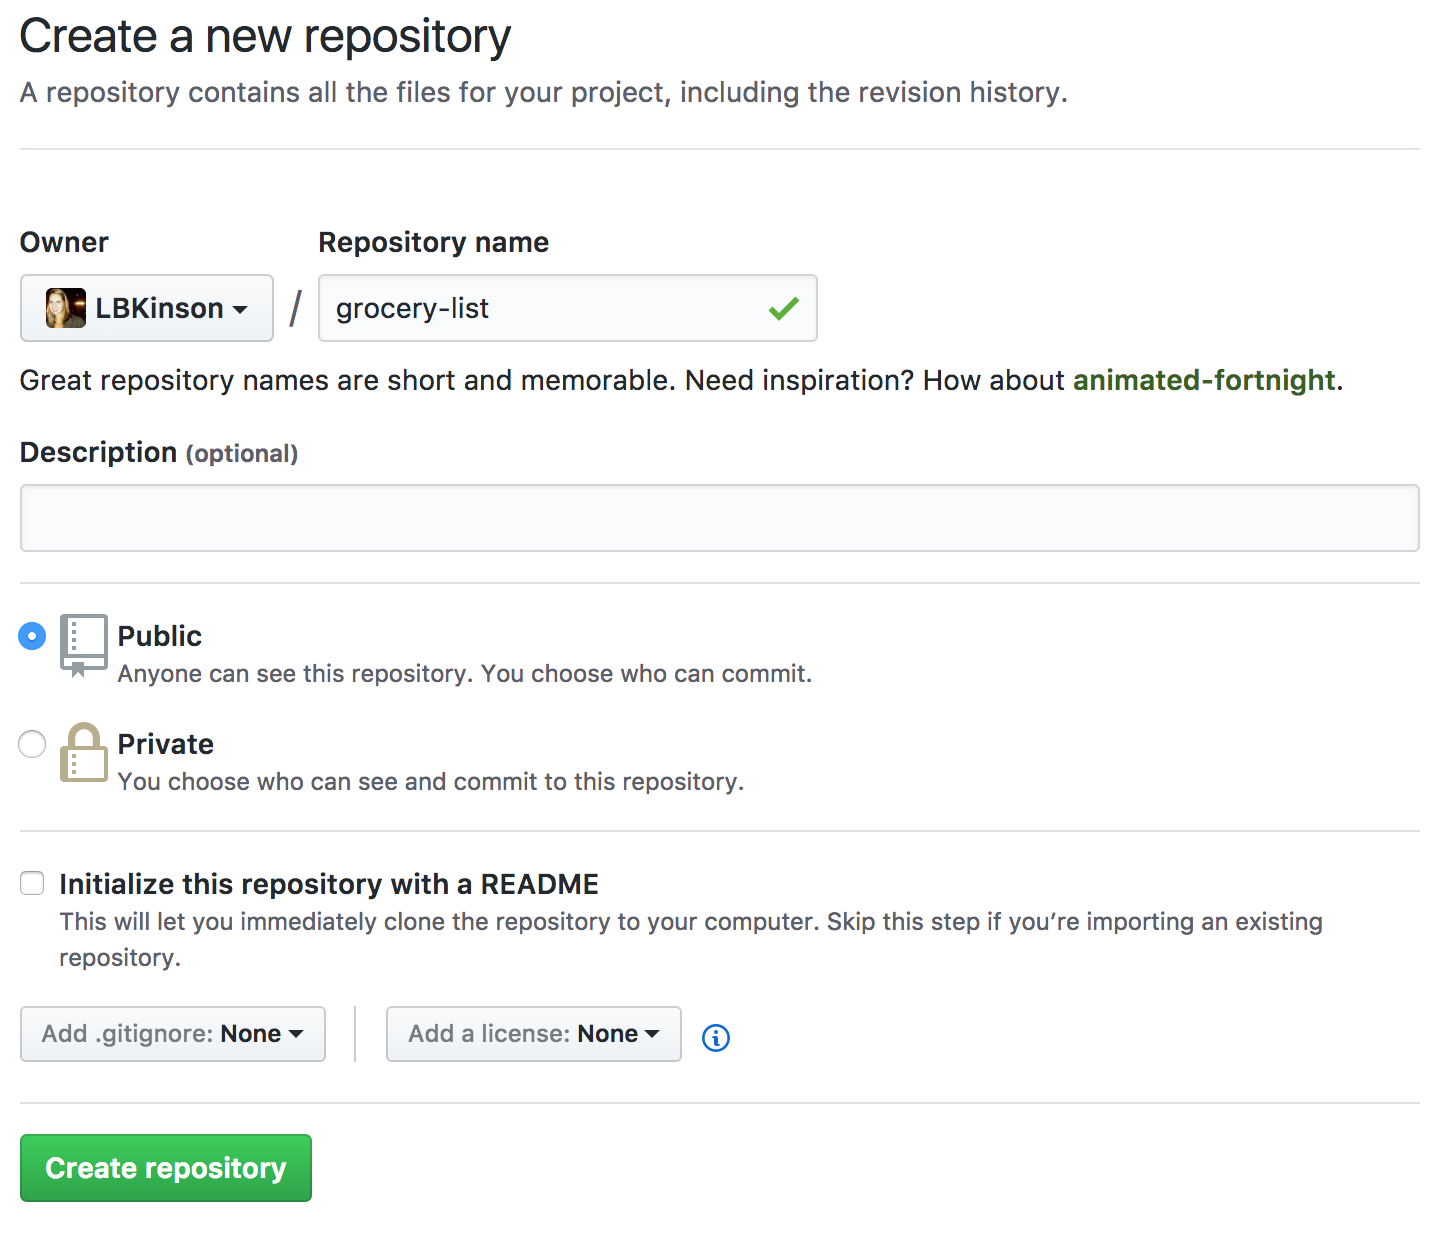 Create a new repository
A repository contains all the files for your project, including the revision history.
Owner
Repository name
LBKinson
/
grocery-list
Great repository names are short and memorable. Need inspiration? How about animated-fortnight.
Description (optional)
Public
Anyone can see this repository. You choose who can commit.
Private
You choose who can see and commit to this repository.
Initialize this repository with a README
This will let you immediately clone the repository to your computer. Skip this step if you’re importing an existing
repository.
Add .gitignore: None
Add a license: None
Create repository